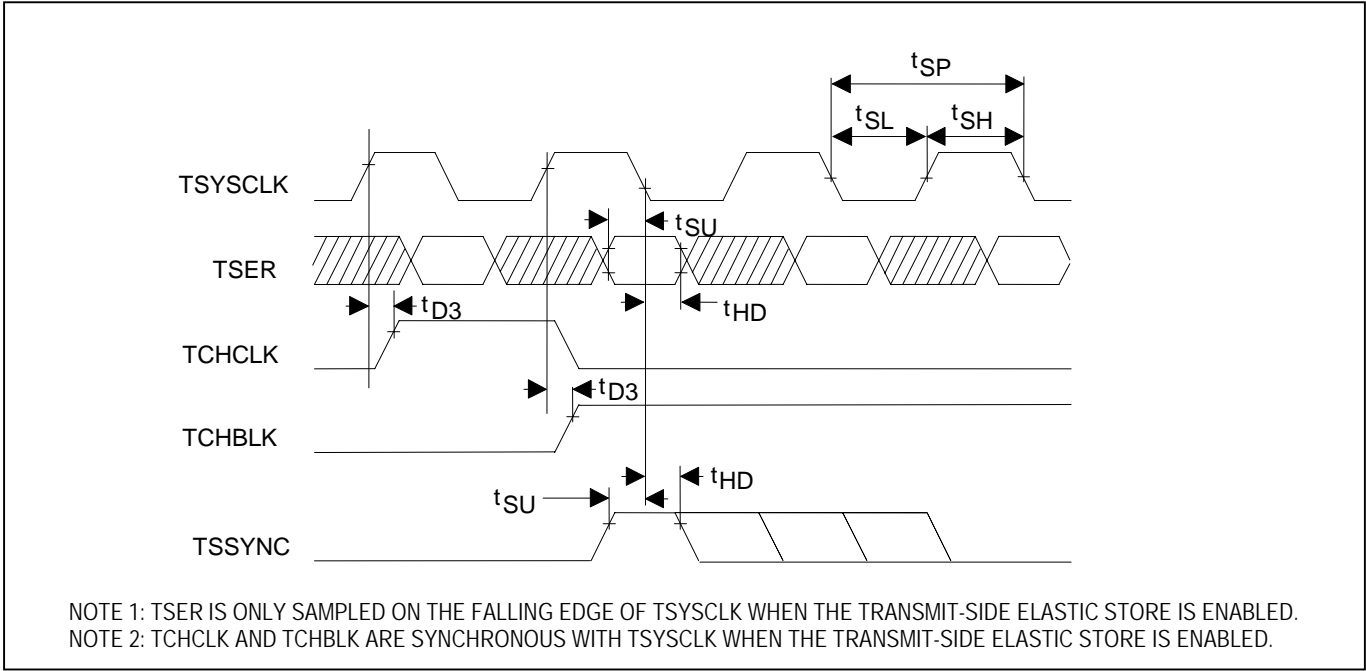 tSP
tSL tSH
TSYSCLK
tSU
TSER
tD3 tHD
TCHCLK
tD3
TCHBLK
tHD
tSU
TSSYNC
NOTE 1: TSER IS ONLY SAMPLED ON THE FALLING EDGE OF TSYSCLK WHEN THE TRANSMIT-SIDE ELASTIC STORE IS ENABLED.
NOTE 2: TCHCLK AND TCHBLK ARE SYNCHRONOUS WITH TSYSCLK WHEN THE TRANSMIT-SIDE ELASTIC STORE IS ENABLED.